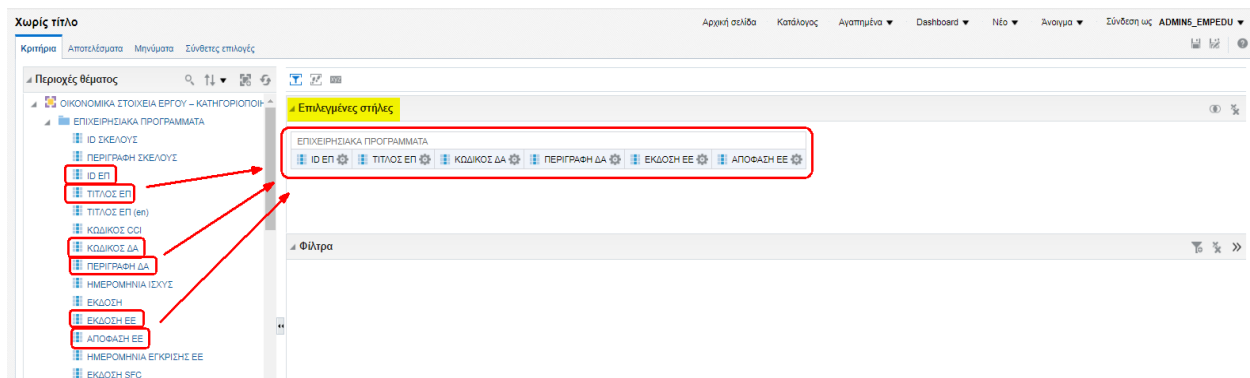 Χωρίς τίτλο
Αρχική σελίδα Κατάλογος Αγαπημένα Dashboard Νέο Άνοιγμα Σύνδεση ως ADMIN5_EMPEDU
Κριτήρια Αποτελέσματα Μηνύματα Σύνθετες επιλογές
Περιοχές θέματος
ΟΙΚΟΝΟΜΙΚΑ ΣΤΟΙΧΕΙΑ ΕΡΓΟΥ – ΚΑΤΗΓΟΡΙΟΠΟΙΗ
ΕΠΙΧΕΙΡΗΣΙΑΚΑ ΠΡΟΓΡΑΜΜΑΤΑ
ID ΣΚΕΛΟΥΣ
ΠΕΡΙΓΡΑΦΗ ΣΚΕΛΟΥΣ
ID ΕΠ
ΤΙΤΛΟΣ ΕΠ
ΤΙΤΛΟΣ ΕΠ (en)
ΚΩΔΙΚΟΣ CCI
ΚΩΔΙΚΟΣ ΔΑ
ΠΕΡΙΓΡΑΦΗ ΔΑ
ΗΜΕΡΟΜΗΝΙΑ ΙΣΧΥΣ
ΕΚΔΟΣΗ
ΕΚΔΟΣΗ ΕΕ
ΑΠΟΦΑΣΗ ΕΕ
ΗΜΕΡΟΜΗΝΙΑ ΕΓΚΡΙΣΗΣ ΕΕ
ΕΚΔΟΣΗ SFC
Επιλεγμένες στήλες
ΕΠΙΧΕΙΡΗΣΙΑΚΑ ΠΡΟΓΡΑΜΜΑΤΑ
ID ΕΠ ΤΙΤΛΟΣ ΕΠ ΚΩΔΙΚΟΣ ΔΑ ΠΕΡΙΓΡΑΦΗ ΔΑ ΕΚΔΟΣΗ ΕΕ ΑΠΟΦΑΣΗ ΕΕ
Φίλτρα